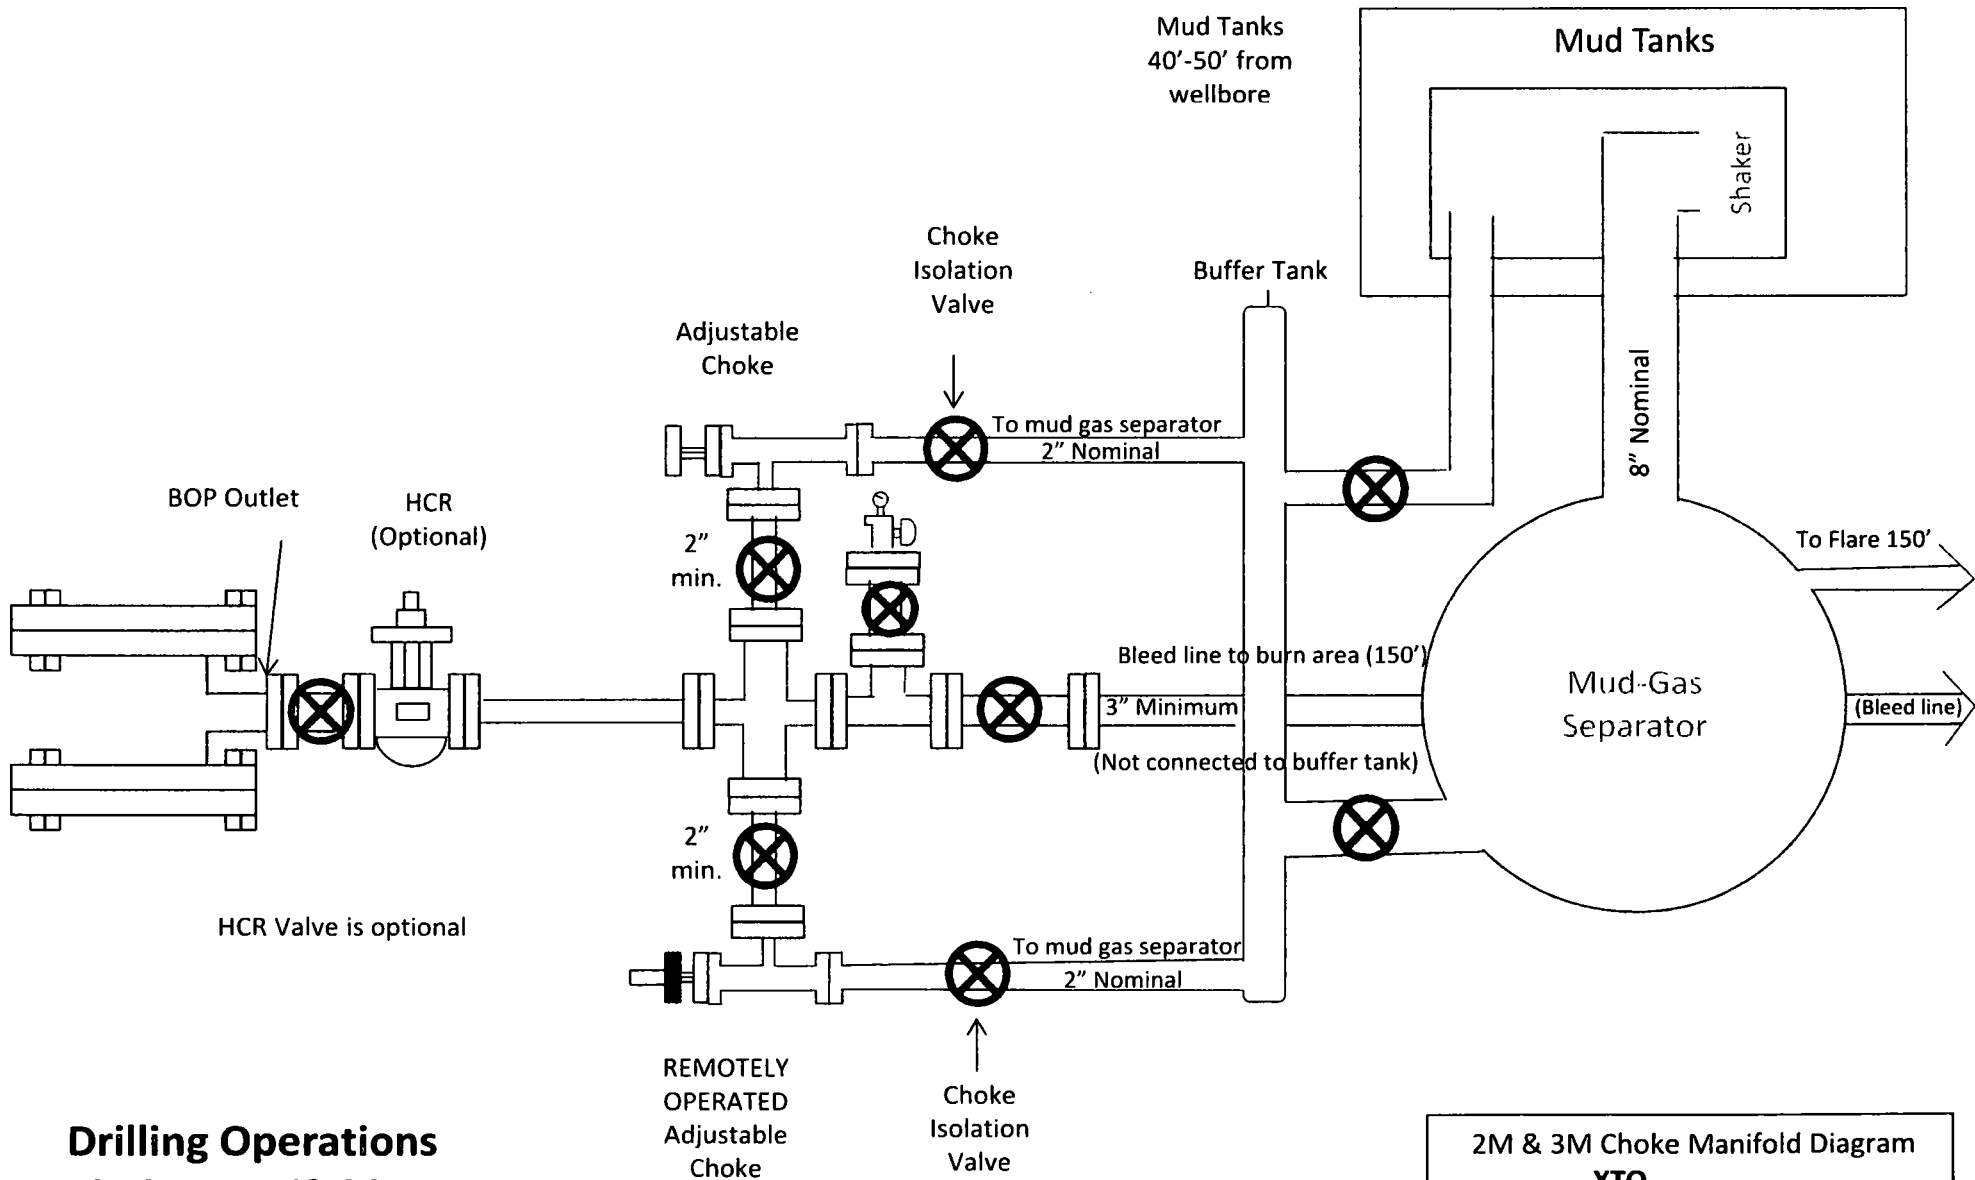 Mud Tanks
40’-50’ from
wellbore
Mud Tanks
Shaker
Choke
Isolation
Valve
Buffer Tank
Adjustable
Choke
To mud gas separator
2” Nominal
8” Nominal
BOP Outlet
HCR
(Optional)
2”
min.
To Flare 150’
Bleed line to burn area (150’)
3” Minimum
(Not connected to buffer tank)
Mud-Gas
Separator
(Bleed line)
2”
min.
HCR Valve is optional
To mud gas separator
2” Nominal
REMOTELY
OPERATED
Adjustable
Choke
Choke
Isolation
Valve
Drilling Operations
2M & 3M Choke Manifold Diagram
XTO